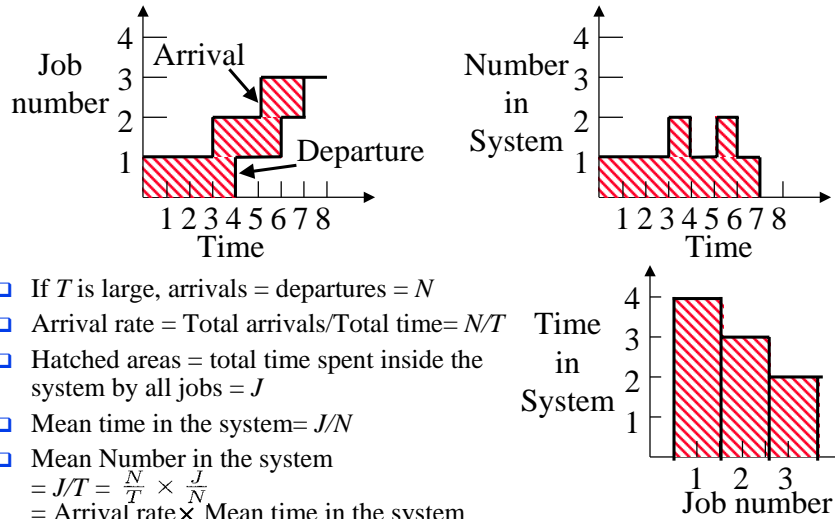 4
3
2
1
Job
number
Arrival
Departure
1 2 3 4 5 6 7 8
Time
4
3
2
1
Number
in
System
1 2 3 4 5 6 7 8
Time
If T is large, arrivals = departures = N
Arrival rate = Total arrivals/Total time= N/T
Hatched areas = total time spent inside the
system by all jobs = J
Mean time in the system= J/N
Mean Number in the system
= J/T = N/T × J/N
= Arrival rate× Mean time in the system
4
3
2
1
Time
in
System
1 2 3
Job number